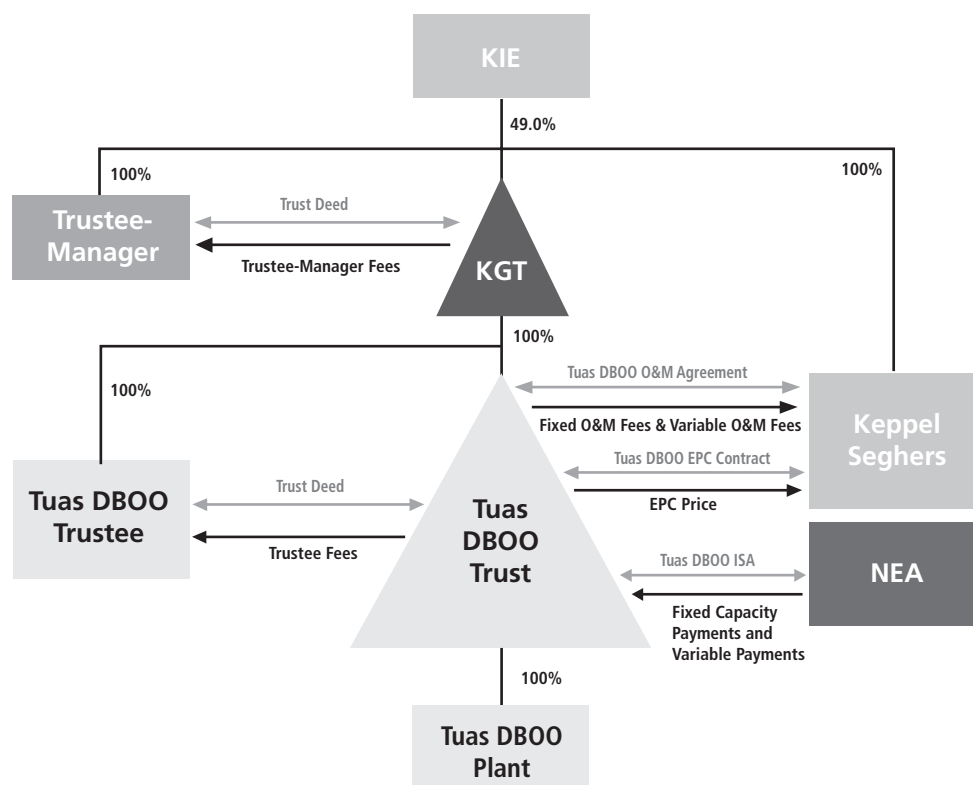 KIE
49.0%
100%
100%
Trustee-
Manager
Trust Deed
Trustee-Manager Fees
KGT
100%
100%
Tuas DBOO O&M Agreement
Fixed O&M Fees & Variable O&M Fees
Keppel
Seghers
Tuas DBOO EPC Contract
EPC Price
Tuas DBOO
Trustee
Trust Deed
Trustee Fees
Tuas
DBOO
Trust
Tuas DBOO ISA
NEA
Fixed Capacity
Payments and
Variable Payments
100%
Tuas DBOO
Plant